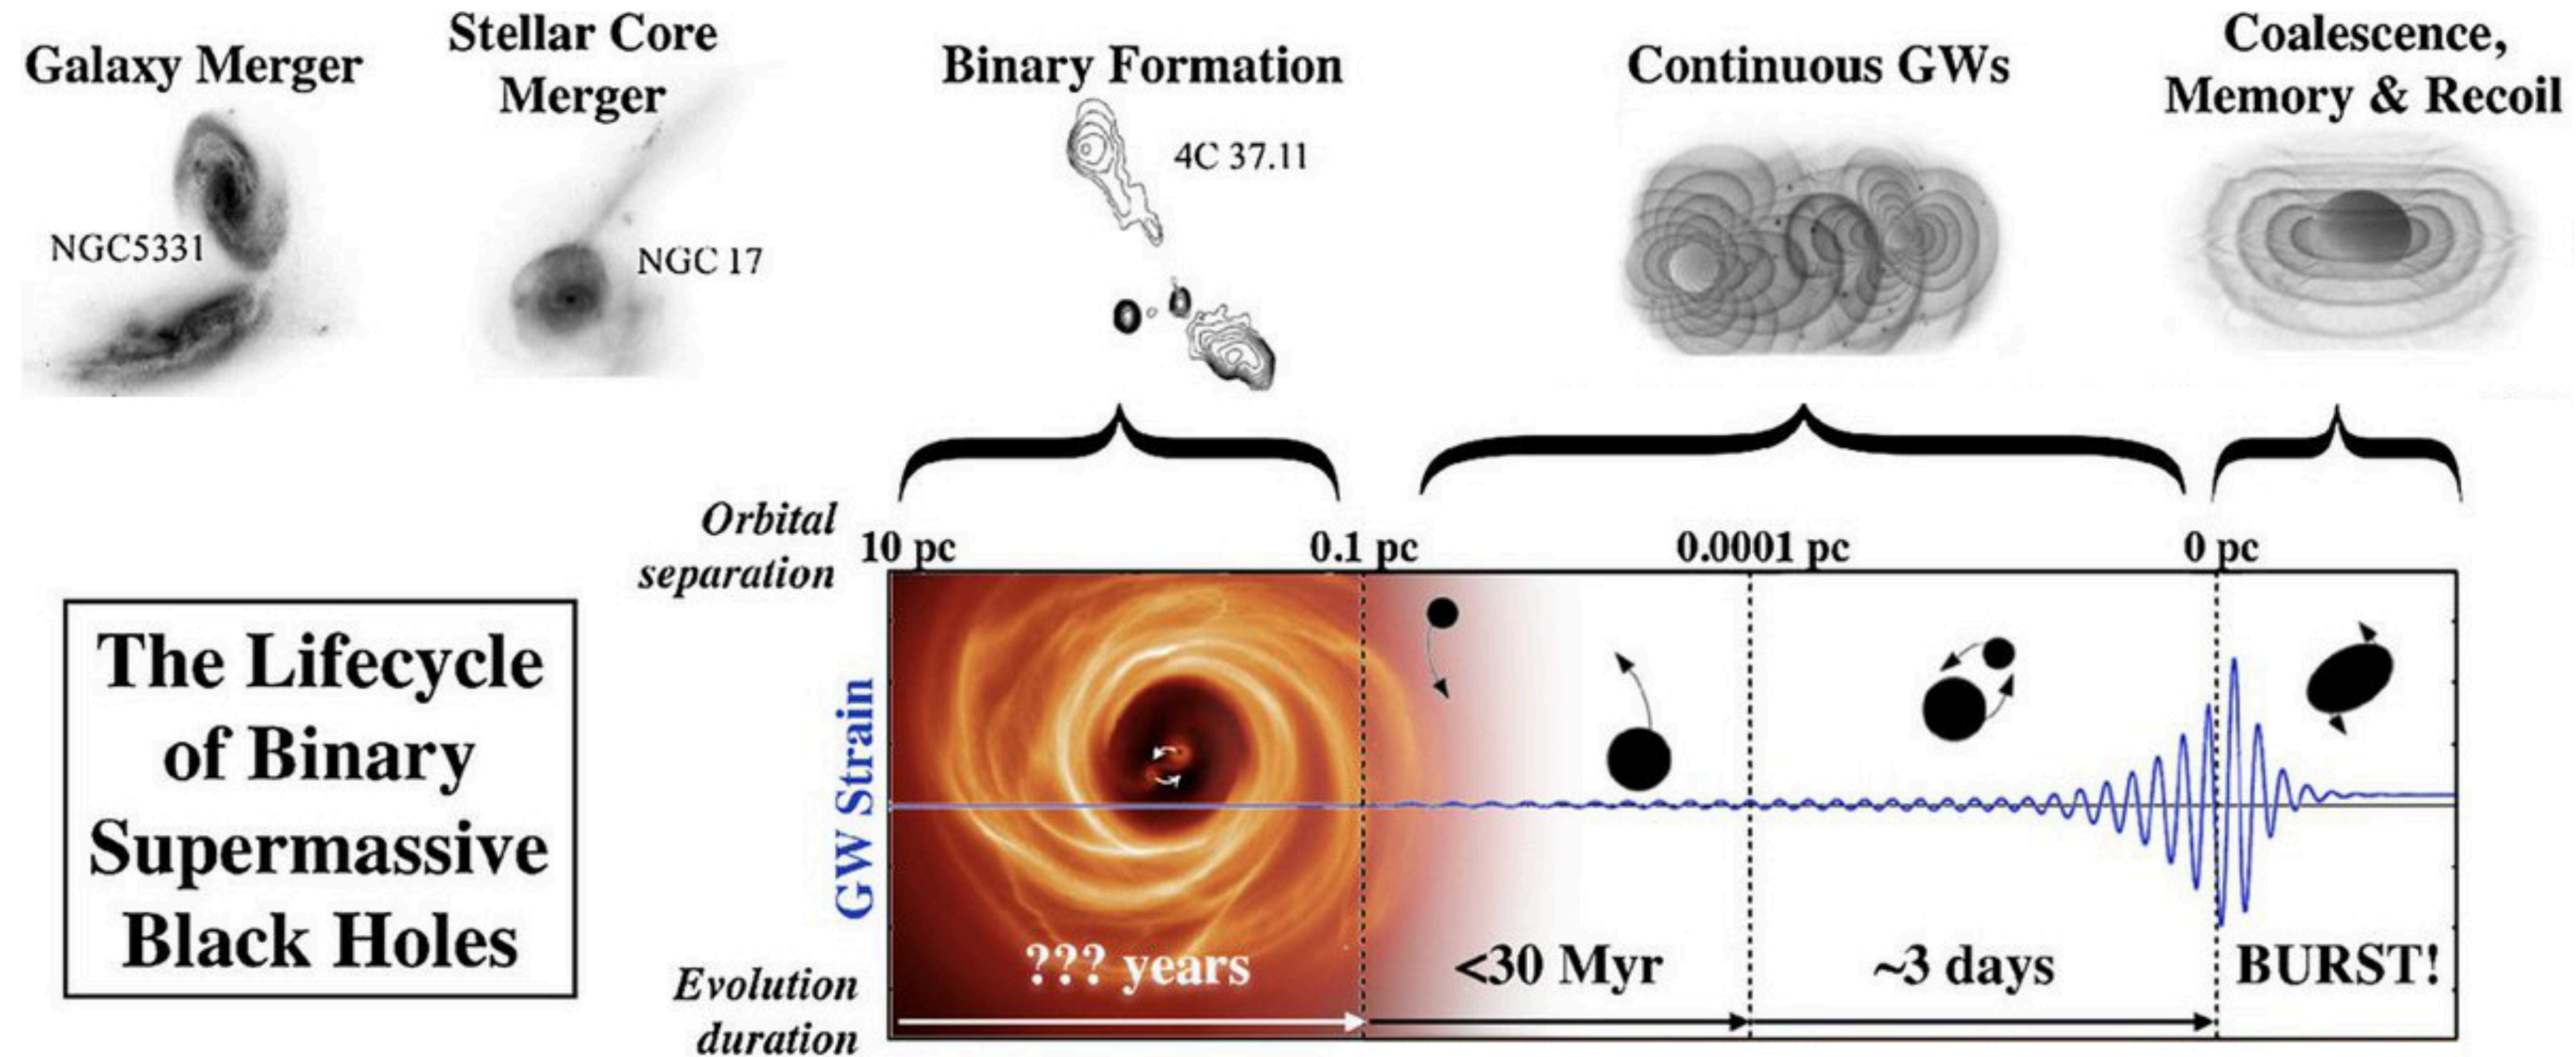 Galaxy Merger
Stellar Core
Merger
Binary Formation
Continuous GWs
Coalescence,
Memory & Recoil
NGC5331
NGC 17
4C 37.11
Orbital
separation
10 pc
0.1 pc
0.0001 pc
0 pc
The Lifecycle
of Binary
Supermassive
Black Holes
GW Strain
Evolution
duration
??? years
<30 Myr
~3 days
BURST!